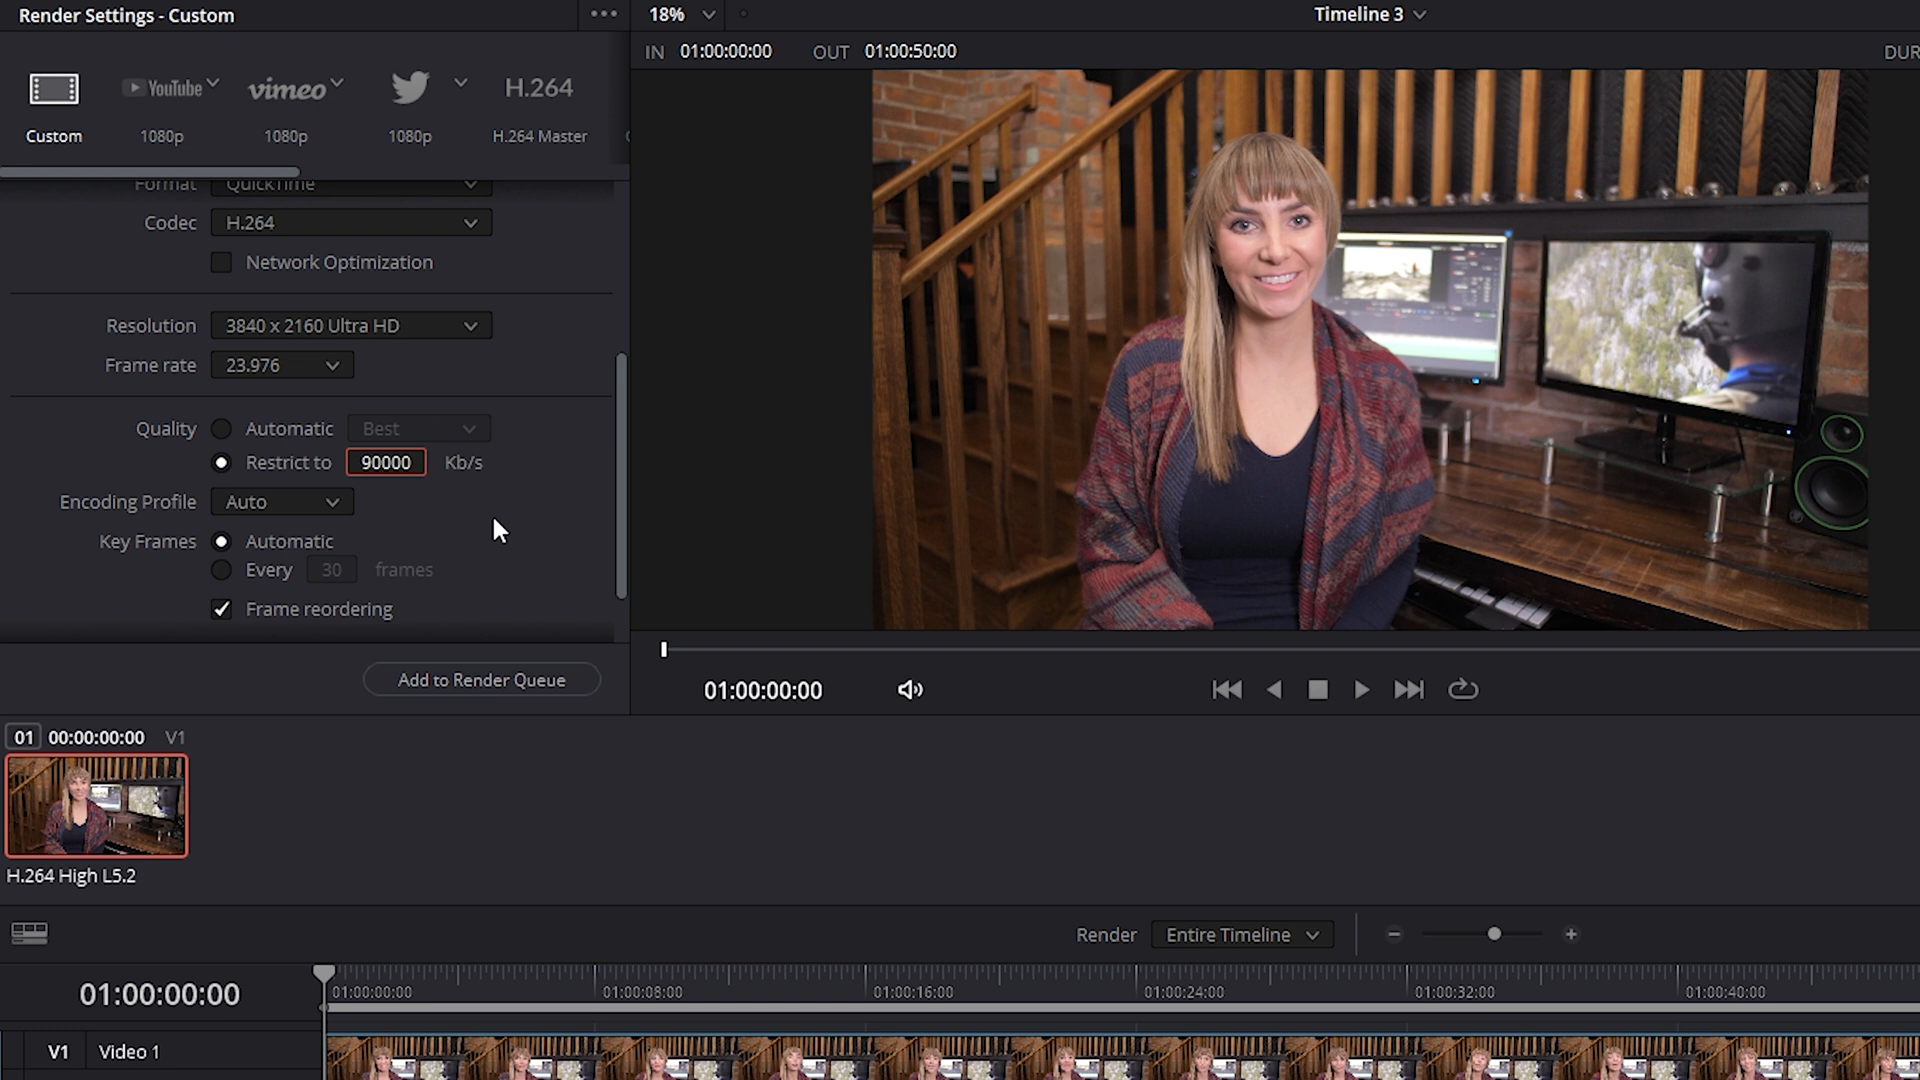 Render Settings - Custom
18%
Timeline 3
IN 01:00:00:00 OUT 01:00:50:00
DUR
YouTube
vimeo
H.264
Custom
1080p
1080p
1080p
H.264 Master
Format QuickTime
Codec H.264
Network Optimization
Resolution 3840 x 2160 Ultra HD
Frame rate 23.976
Quality Automatic Best
Restrict to 90000 Kb/s
Encoding Profile Auto
Key Frames Automatic
Every 30 frames
Frame reordering
Add to Render Queue
01:00:00:00
01 00:00:00:00 V1
H.264 High L5.2
Render Entire Timeline
01:00:00:00
01:00:00:00 01:00:08:00 01:00:16:00 01:00:24:00 01:00:32:00 01:00:40:00
V1 Video 1